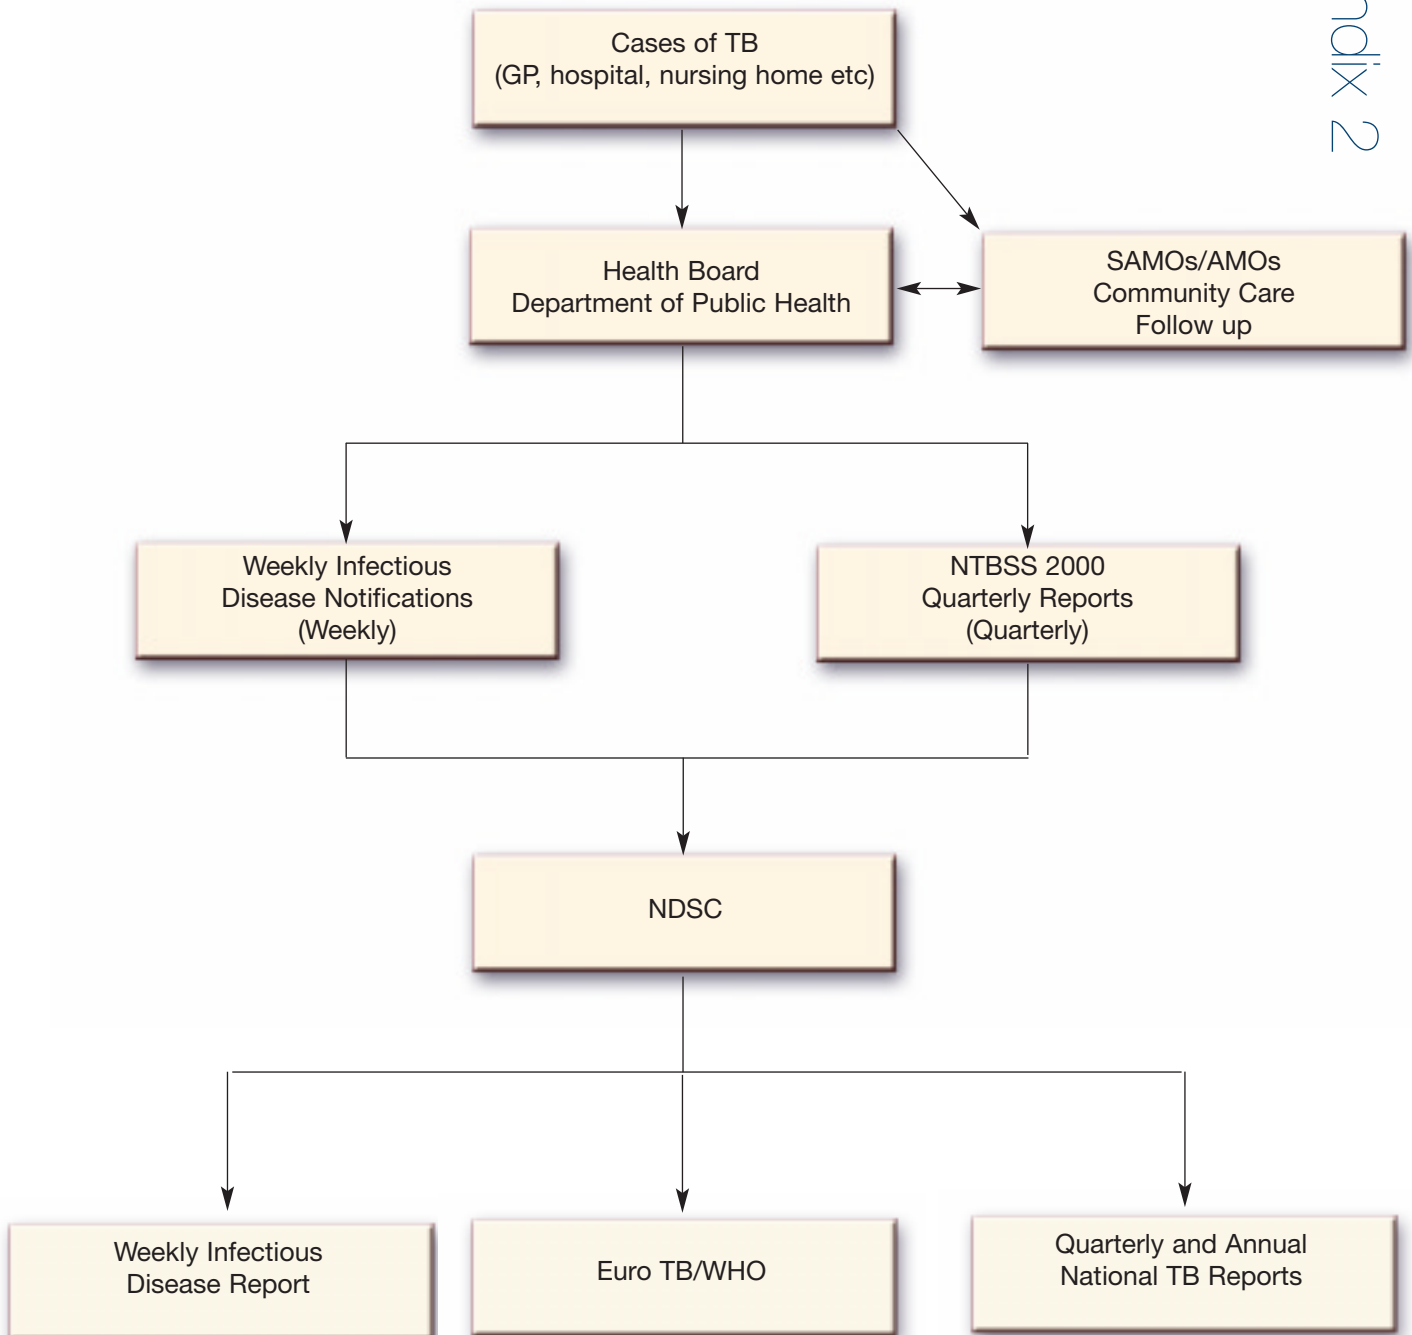 ndix 2
Cases of TB
(GP, hospital, nursing home etc)
Health Board
Department of Public Health
SAMOs/AMOs
Community Care
Follow up
Weekly Infectious
Disease Notifications
(Weekly)
NTBSS 2000
Quarterly Reports
(Quarterly)
NDSC
Weekly Infectious
Disease Report
Euro TB/WHO
Quarterly and Annual
National TB Reports